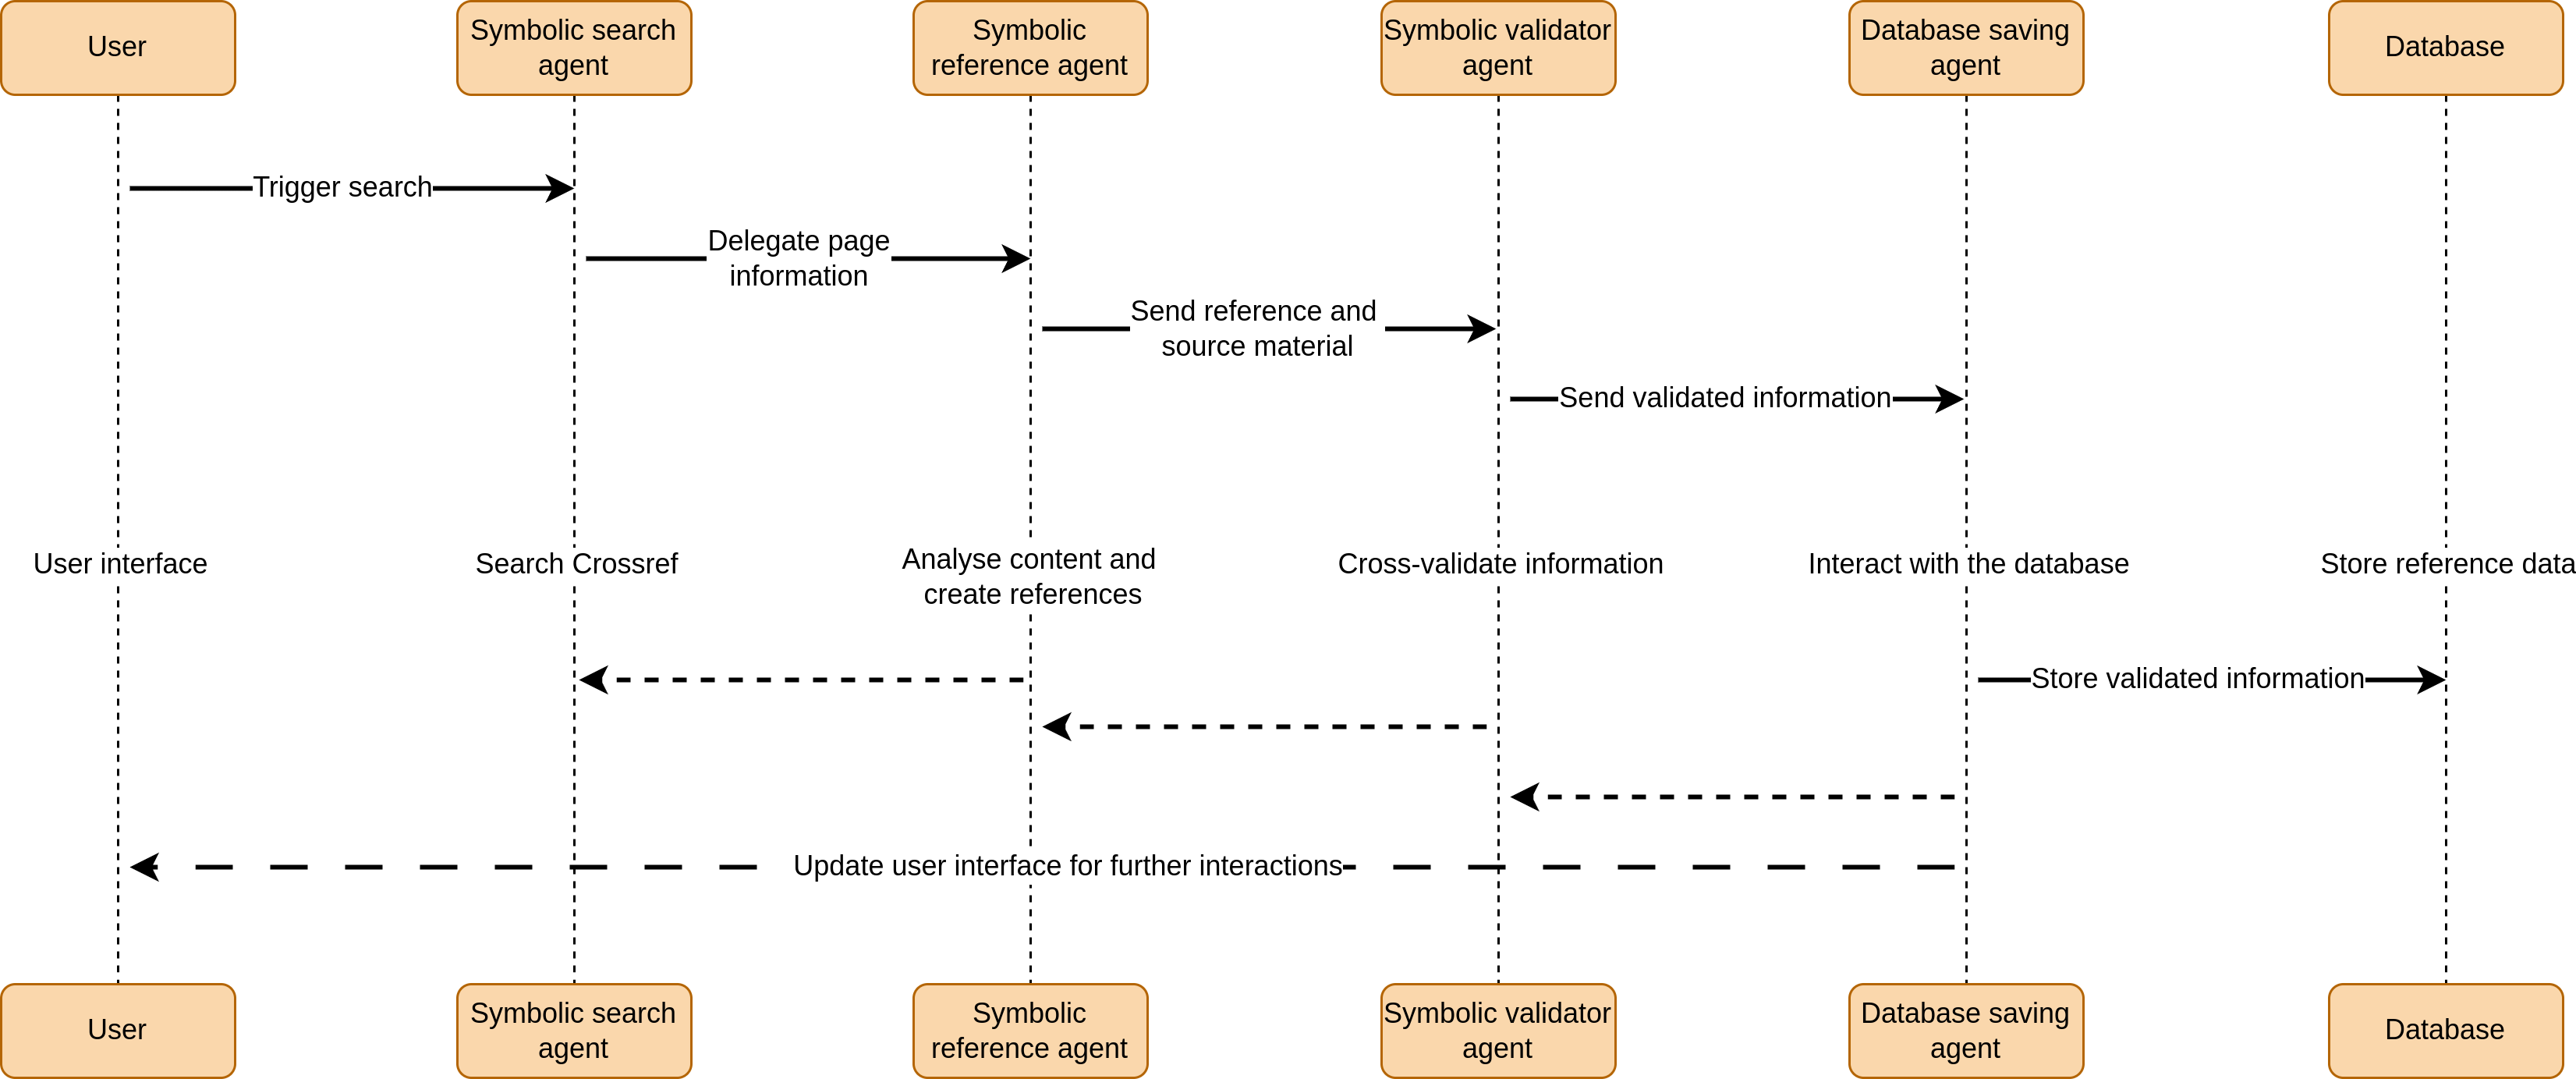 User
Symbolic search
agent
Symbolic
reference agent
Symbolic validator
agent
Database saving
agent
Database
Trigger search
Delegate page
information
Send reference and
source material
Send validated information
User interface
Search Crossref
Analyse content and
create references
Cross-validate information
Interact with the database
Store reference data
Store validated information
Update user interface for further interactions
User
Symbolic search
agent
Symbolic
reference agent
Symbolic validator
agent
Database saving
agent
Database